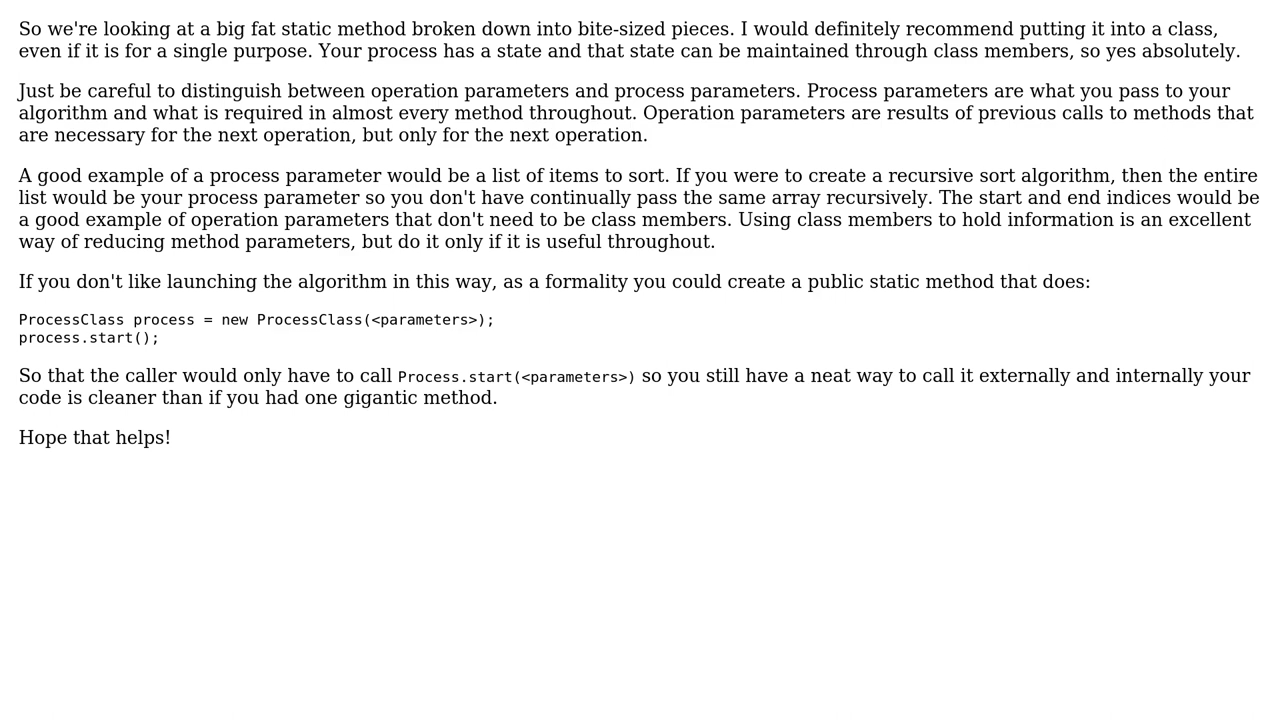 So we're looking at a big fat static method broken down into bite-sized pieces. I would definitely recommend putting it into a class,
even if it is for a single purpose. Your process has a state and that state can be maintained through class members, so yes absolutely.
Just be careful to distinguish between operation parameters and process parameters. Process parameters are what you pass to your
algorithm and what is required in almost every method throughout. Operation parameters are results of previous calls to methods that
are necessary for the next operation, but only for the next operation.
A good example of a process parameter would be a list of items to sort. If you were to create a recursive sort algorithm, then the entire
list would be your process parameter so you don't have continually pass the same array recursively. The start and end indices would be
a good example of operation parameters that don't need to be class members. Using class members to hold information is an excellent
way of reducing method parameters, but do it only if it is useful throughout.
If you don't like launching the algorithm in this way, as a formality you could create a public static method that does:
ProcessClass process = new ProcessClass(<parameters>);
process.start();
So that the caller would only have to call Process.start(<parameters>) so you still have a neat way to call it externally and internally your
code is cleaner than if you had one gigantic method.
Hope that helps!